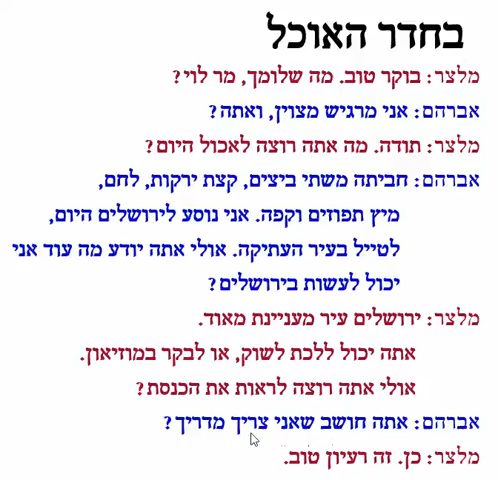 בחדר האוכל
מלצר: בוקר טוב. מה שלומך, מר לוי?
אברהם: אני מרגיש מצוין, ואתה?
מלצר: תודה. מה אתה רוצה לאכול היום?
אברהם: חביתה משתי ביצים, קצת ירקות, לחם,
מיץ תפוזים וקפה. אני נוסע לירושלים היום,
לטייל בעיר העתיקה. אולי אתה יודע מה עוד אני
יכול לעשות בירושלים?
מלצר: ירושלים עיר מעניינת מאוד.
אתה יכול ללכת לשוק, או לבקר במוזיאון.
אולי אתה רוצה לראות את הכנסת?
אברהם: אתה חושב שאני צריך מדריך?
מלצר: כן. זה רעיון טוב.